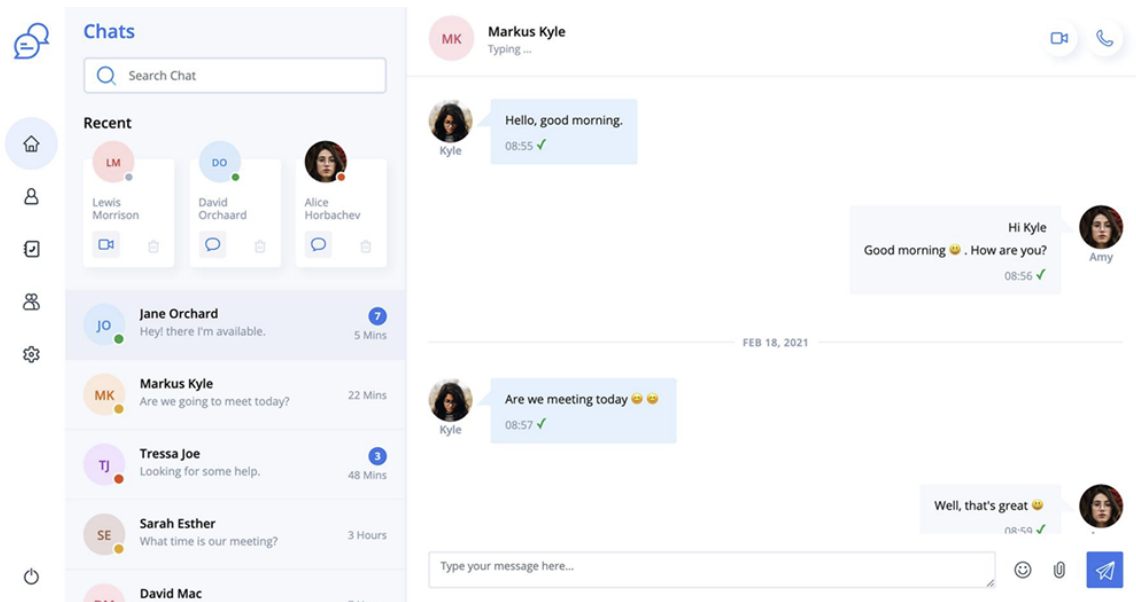 Chats
Search Chat
Recent
LM
DO
Lewis
Morrison
David
Orchaard
Alice
Horbachev
JO
Jane Orchard
7
Hey! there I'm available.
5 Mins
MK
Markus Kyle
Are we going to meet today?
22 Mins
TJ
Tressa Joe
3
Looking for some help.
48 Mins
SE
Sarah Esther
What time is our meeting?
3 Hours
David Mac
MK
Markus Kyle
Typing ...
Hello, good morning.
08:55
Kyle
Hi Kyle
Good morning 😀 . How are you?
08:56
Amy
FEB 18, 2021
Are we meeting today 😊 😊
08:57
Kyle
Well, that's great 😀
08:59
Type your message here...